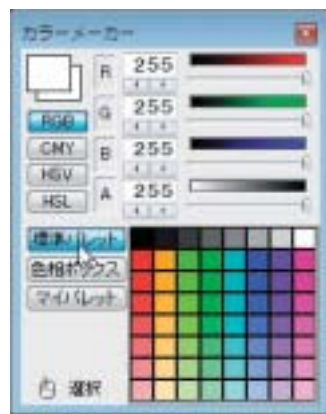 カラーメーカー
R 255
G 255
B 255
A 255
RGB
CMY
HSV
HSL
標準パレット
色相ボックス
マイパレット
選択